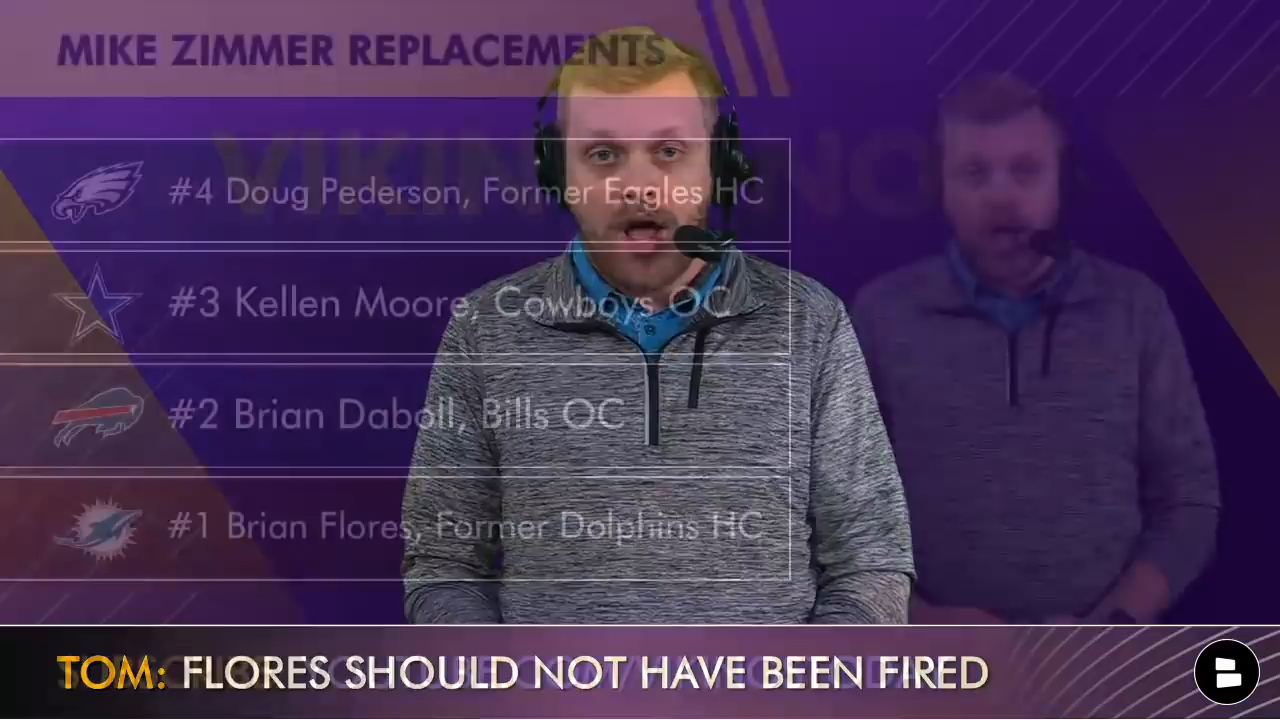 MIKE ZIMMER REPLACEMENTS
#4 Doug Pederson, Former Eagles HC
#3 Kellen Moore, Cowboys OC
#2 Brian Daboll, Bills OC
#1 Brian Flores, Former Dolphins HC
TOM: FLORES SHOULD NOT HAVE BEEN FIRED